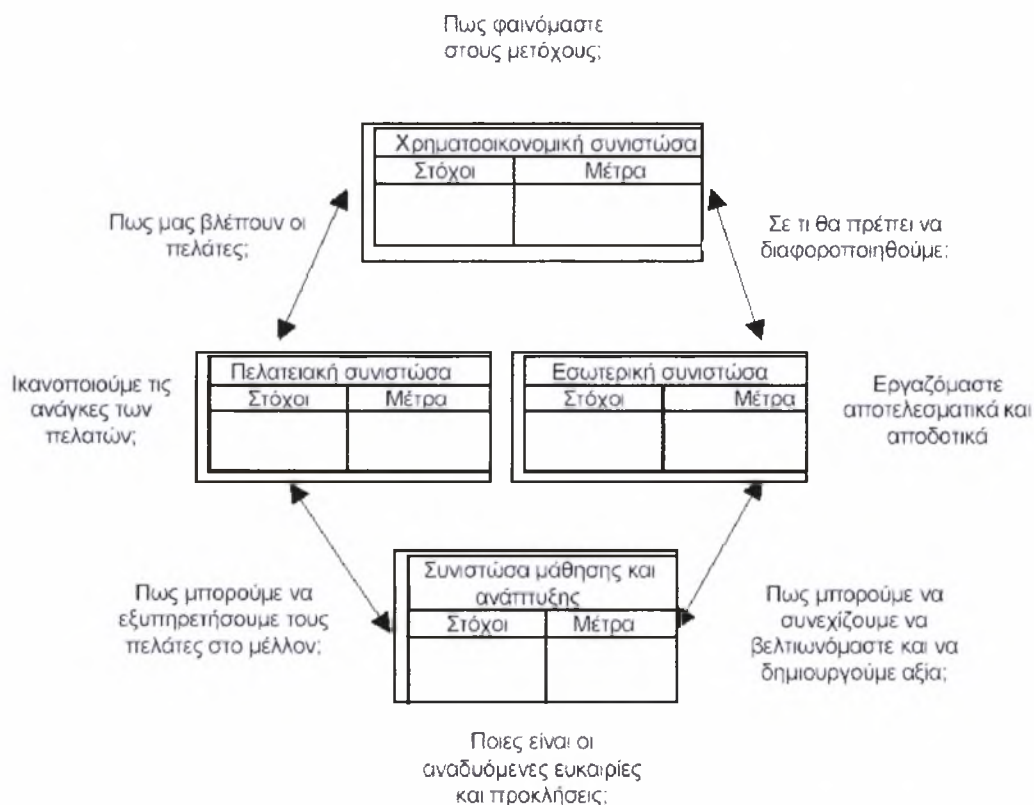 Πως φαινόμαστε
στους μετόχους;
Χρηματοοικονομική συνιστώσα
Στόχοι Μέτρα
Πως μας βλέπουν οι
πελάτες;
Σε τι θα πρέπει να
διαφοροποιηθούμε;
Ικανοποιούμε τις
ανάγκες των
πελατών;
Πελατειακή συνιστώσα
Στόχοι Μέτρα
Εσωτερική συνιστώσα
Στόχοι Μέτρα
Εργαζόμαστε
αποτελεσματικά και
αποδοτικά
Πως μπορούμε να
εξυπηρετήσουμε τους
πελάτες στο μέλλον;
Συνιστώσα μάθησης και
ανάπτυξης
Στόχοι Μέτρα
Πως μπορούμε να
συνεχίζουμε να
βελτιωνόμαστε και να
δημιουργούμε αξία;
Ποιες είναι οι
αναδυόμενες ευκαιρίες
και προκλήσεις;